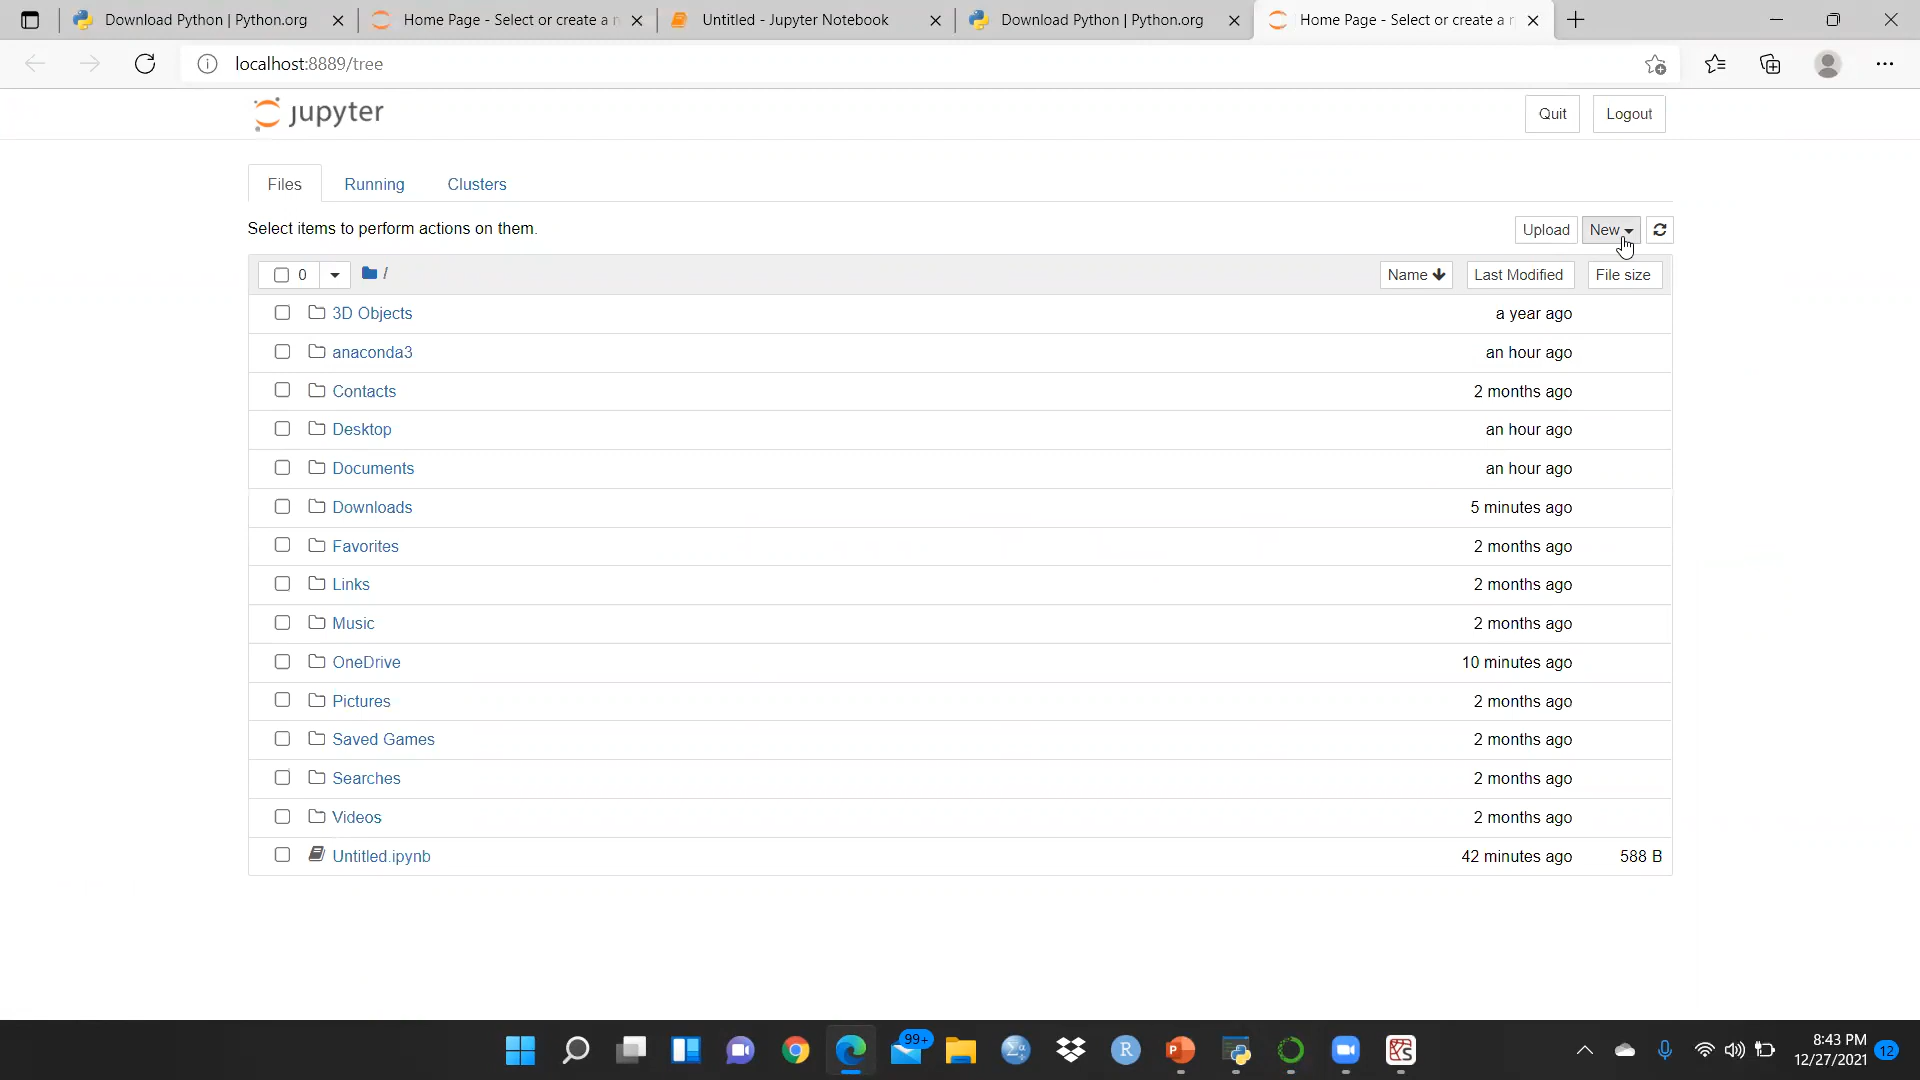 Download Python | Python.org
Home Page - Select or create a
Untitled - Jupyter Notebook
Download Python | Python.org
Home Page - Select or create a
localhost:8889/tree
jupyter
Quit
Logout
Files
Running
Clusters
Select items to perform actions on them.
Upload
New
0
/
Name
Last Modified
File size
3D Objects
a year ago
anaconda3
an hour ago
Contacts
2 months ago
Desktop
an hour ago
Documents
an hour ago
Downloads
5 minutes ago
Favorites
2 months ago
Links
2 months ago
Music
2 months ago
OneDrive
10 minutes ago
Pictures
2 months ago
Saved Games
2 months ago
Searches
2 months ago
Videos
2 months ago
Untitled.ipynb
42 minutes ago
588 B
99+
Σα
R
P
8:43 PM
12/27/2021
12